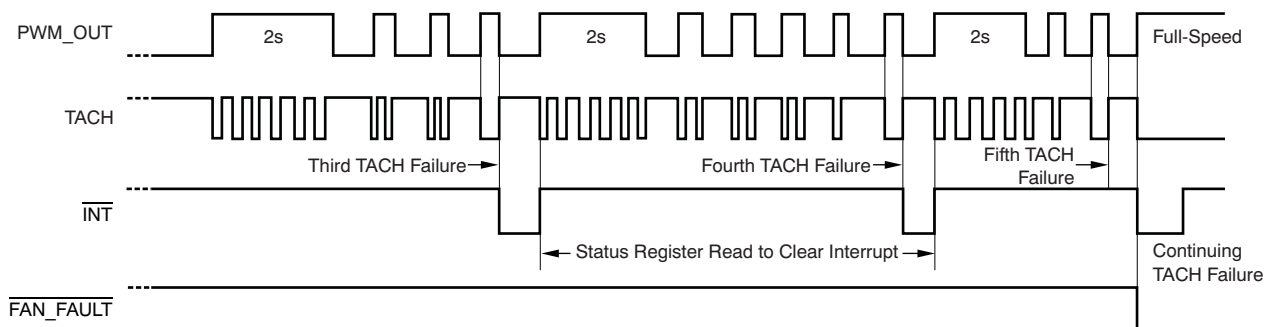 PWM_OUT
2s
2s
2s
Full-Speed
TACH
Third TACH Failure
Fourth TACH Failure
Fifth TACH
Failure
INT
Status Register Read to Clear Interrupt
Continuing
TACH Failure
FAN_FAULT